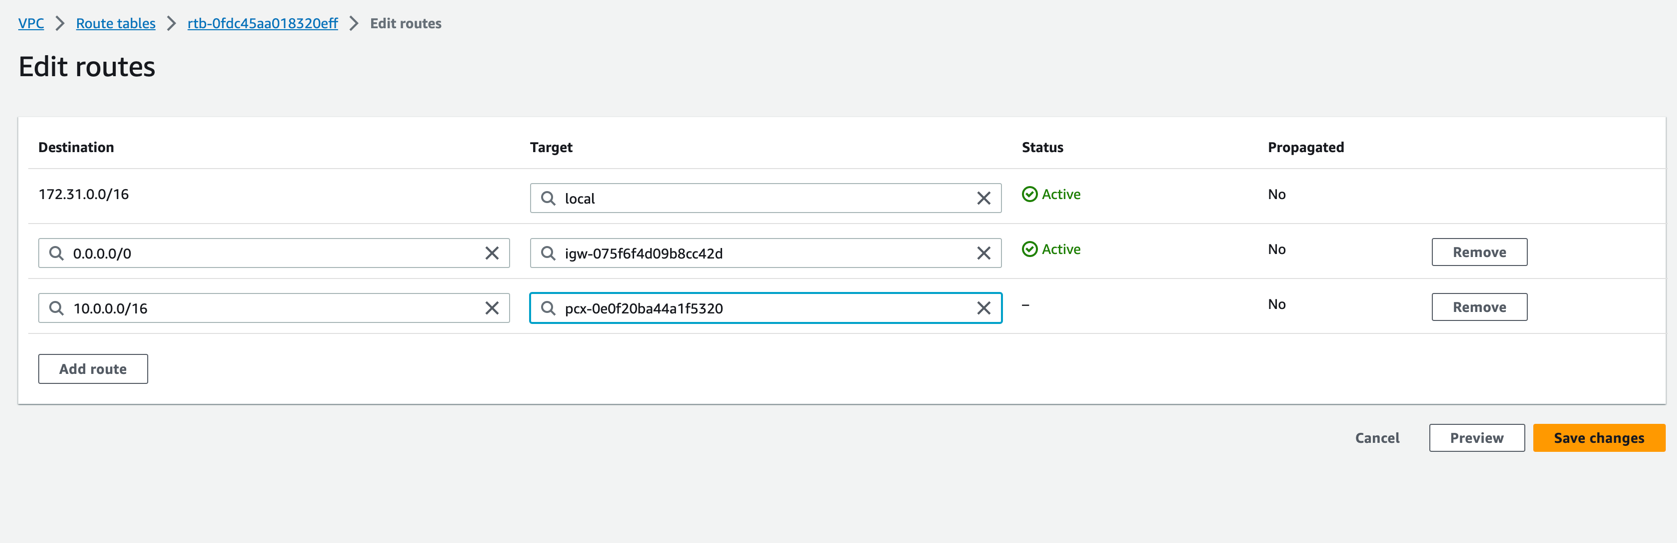 VPC > Route tables > rtb-0fdc45aa018320eff > Edit routes
Edit routes
Destination Target Status Propagated
172.31.0.0/16 local Active No
0.0.0.0/0 igw-075f6f4d09b8cc42d Active No Remove
10.0.0.0/16 pcx-0e0f20ba44a1f5320 – No Remove
Add route
Cancel Preview Save changes